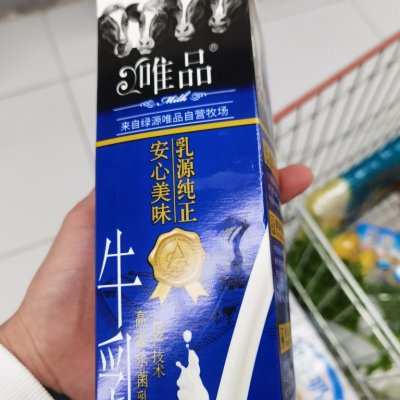 唯品®
Milk
来自绿源唯品自营牧场
乳源纯正
安心美味
牛乳
技术